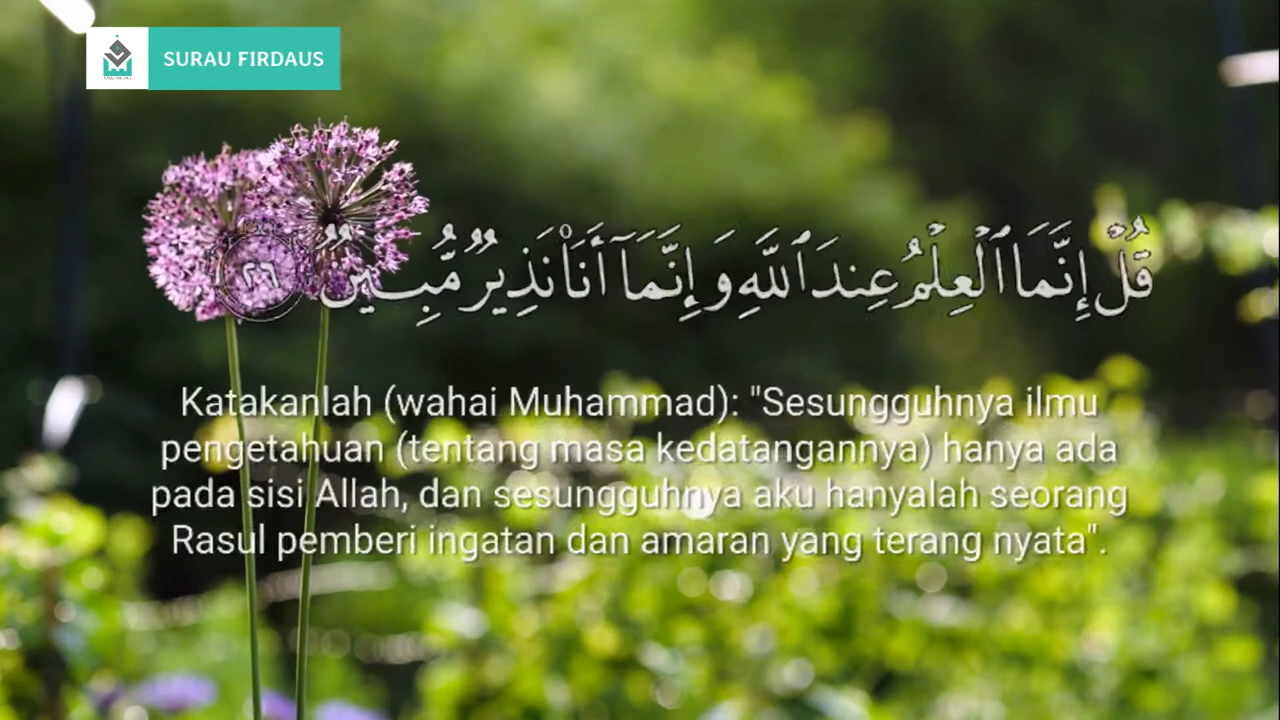 SURAU FIRDAUS
قُلْ إِنَّمَا ٱلْعِلْمُ عِندَ ٱللَّهِ وَإِنَّمَآ أَنَا۠ نَذِيرٌ مُّبِينٌ ٢٦
Katakanlah (wahai Muhammad): "Sesungguhnya ilmu
pengetahuan (tentang masa kedatangannya) hanya ada
pada sisi Allah, dan sesungguhnya aku hanyalah seorang
Rasul pemberi ingatan dan amaran yang terang nyata".